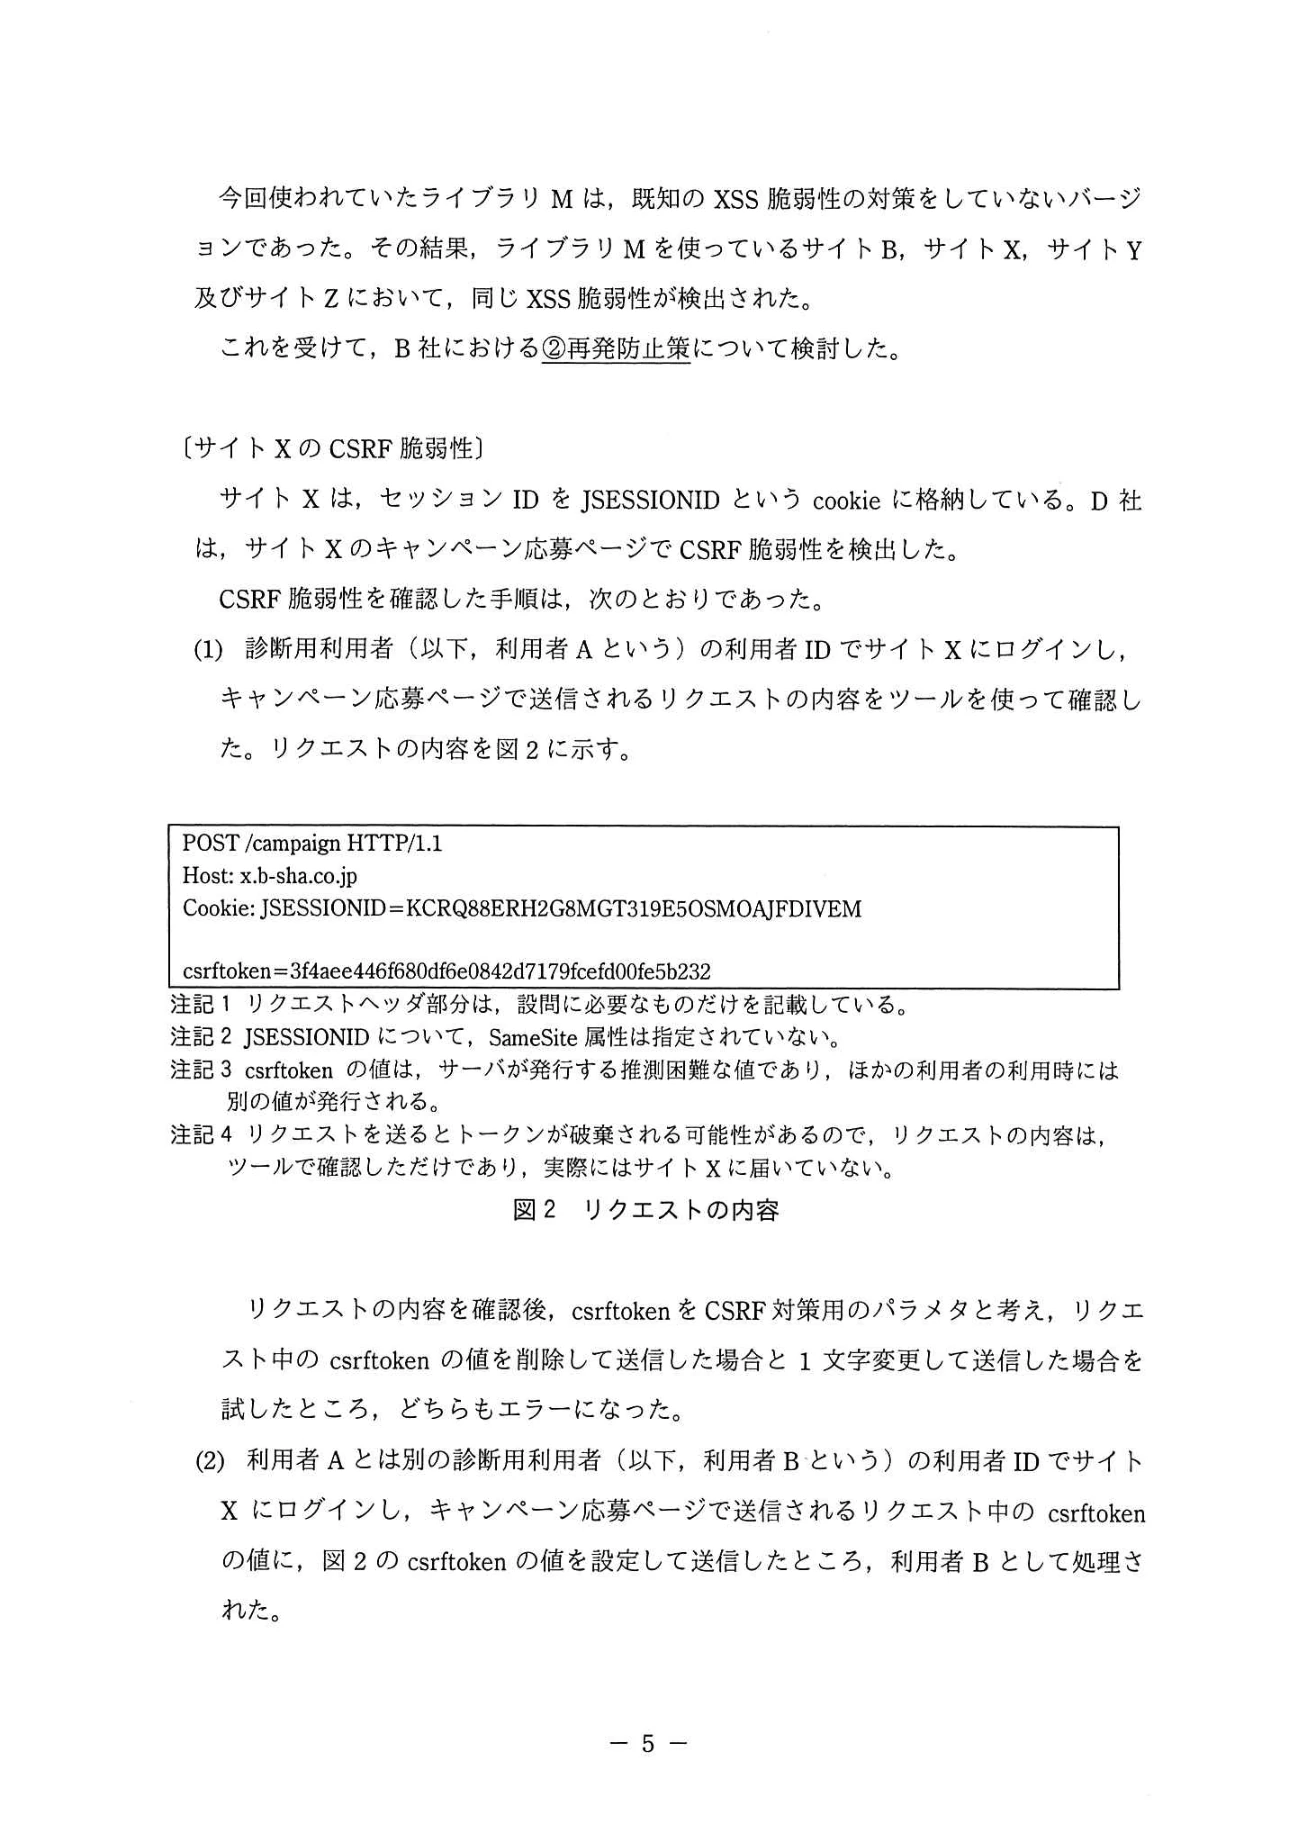 今回使われていたライブラリ M は，既知の XSS 脆弱性の対策をしていないバージ
ョンであった。その結果，ライブラリ M を使っているサイト B，サイト X，サイト Y
及びサイト Z において，同じ XSS 脆弱性が検出された。
これを受けて，B 社における②再発防止策について検討した。
〔サイト X の CSRF 脆弱性〕
サイト X は，セッション ID を JSESSIONID という cookie に格納している。D 社
は，サイト X のキャンペーン応募ページで CSRF 脆弱性を検出した。
CSRF 脆弱性を確認した手順は，次のとおりであった。
(1) 診断用利用者（以下，利用者 A という）の利用者 ID でサイト X にログインし，
キャンペーン応募ページで送信されるリクエストの内容をツールを使って確認し
た。リクエストの内容を図 2 に示す。
POST /campaign HTTP/1.1
Host: x.b-sha.co.jp
Cookie: JSESSIONID=KCRQ88ERH2G8MGT319E5OSMOAJFDIVEM
csrftoken=3f4aee446f680df6e0842d7179fcefd00fe5b232
注記 1 リクエストヘッダ部分は，設問に必要なものだけを記載している。
注記 2 JSESSIONID について，SameSite 属性は指定されていない。
注記 3 csrftoken の値は，サーバが発行する推測困難な値であり，ほかの利用者の利用時には
別の値が発行される。
注記 4 リクエストを送るとトークンが破棄される可能性があるので，リクエストの内容は，
ツールで確認しただけであり，実際にはサイト X に届いていない。
図 2 リクエストの内容
リクエストの内容を確認後，csrftoken を CSRF 対策用のパラメタと考え，リクエ
スト中の csrftoken の値を削除して送信した場合と 1 文字変更して送信した場合を
試したところ，どちらもエラーになった。
(2) 利用者 A とは別の診断用利用者（以下，利用者 B という）の利用者 ID でサイト
X にログインし，キャンペーン応募ページで送信されるリクエスト中の csrftoken
の値に，図 2 の csrftoken の値を設定して送信したところ，利用者 B として処理さ
れた。
－ 5 －